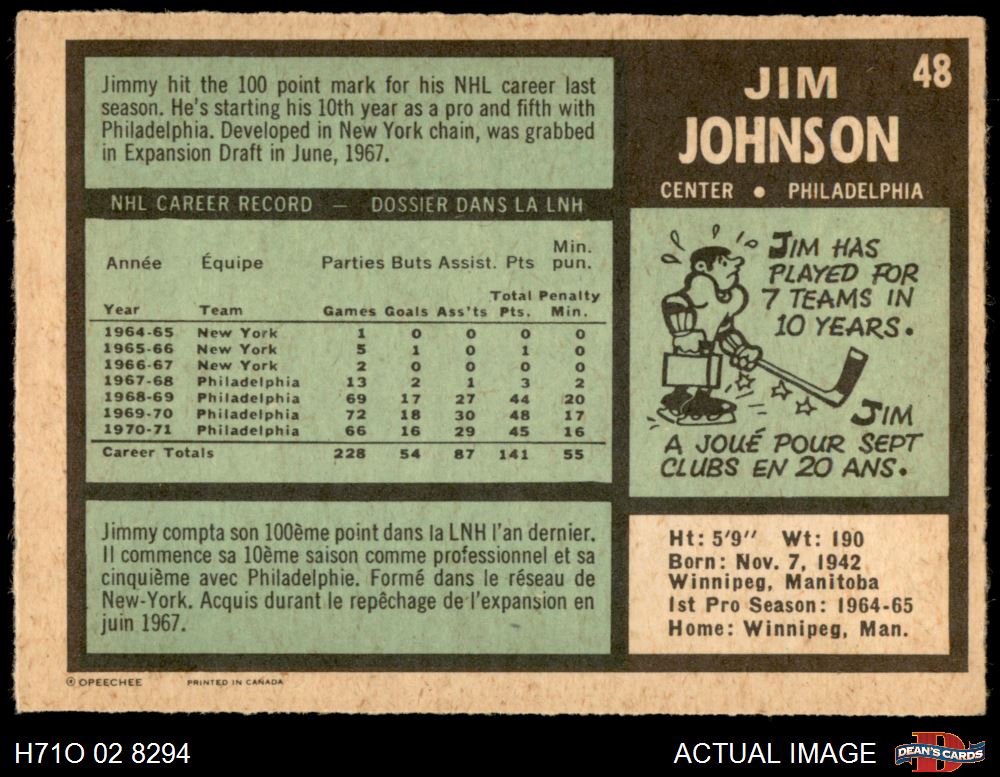 Jimmy hit the 100 point mark for his NHL career last
season. He's starting his 10th year as a pro and fifth with
Philadelphia. Developed in New York chain, was grabbed
in Expansion Draft in June, 1967.
48
JIM
JOHNSON
CENTER • PHILADELPHIA
NHL CAREER RECORD — DOSSIER DANS LA LNH
Année Équipe Parties Buts Assist. Pts Min. pun.
Year Team Games Goals Ass'ts Total Pts. Penalty Min.
1964-65 New York 1 0 0 0 0
1965-66 New York 5 1 0 1 0
1966-67 New York 2 0 0 0 0
1967-68 Philadelphia 13 2 1 3 2
1968-69 Philadelphia 69 17 27 44 20
1969-70 Philadelphia 72 18 30 48 17
1970-71 Philadelphia 66 16 29 45 16
Career Totals 228 54 87 141 55
JIM HAS
PLAYED FOR
7 TEAMS IN
10 YEARS.
JIM
A JOUÉ POUR SEPT
CLUBS EN 20 ANS.
Jimmy compta son 100ème point dans la LNH l'an dernier.
Il commence sa 10ème saison comme professionnel et sa
cinquième avec Philadelphie. Formé dans le réseau de
New-York. Acquis durant le repêchage de l'expansion en
juin 1967.
Ht: 5'9" Wt: 190
Born: Nov. 7, 1942
Winnipeg, Manitoba
1st Pro Season: 1964-65
Home: Winnipeg, Man.
© OPEECHEE PRINTED IN CANADA
H71O 02 8294
ACTUAL IMAGE
D
DEAN'S CARDS